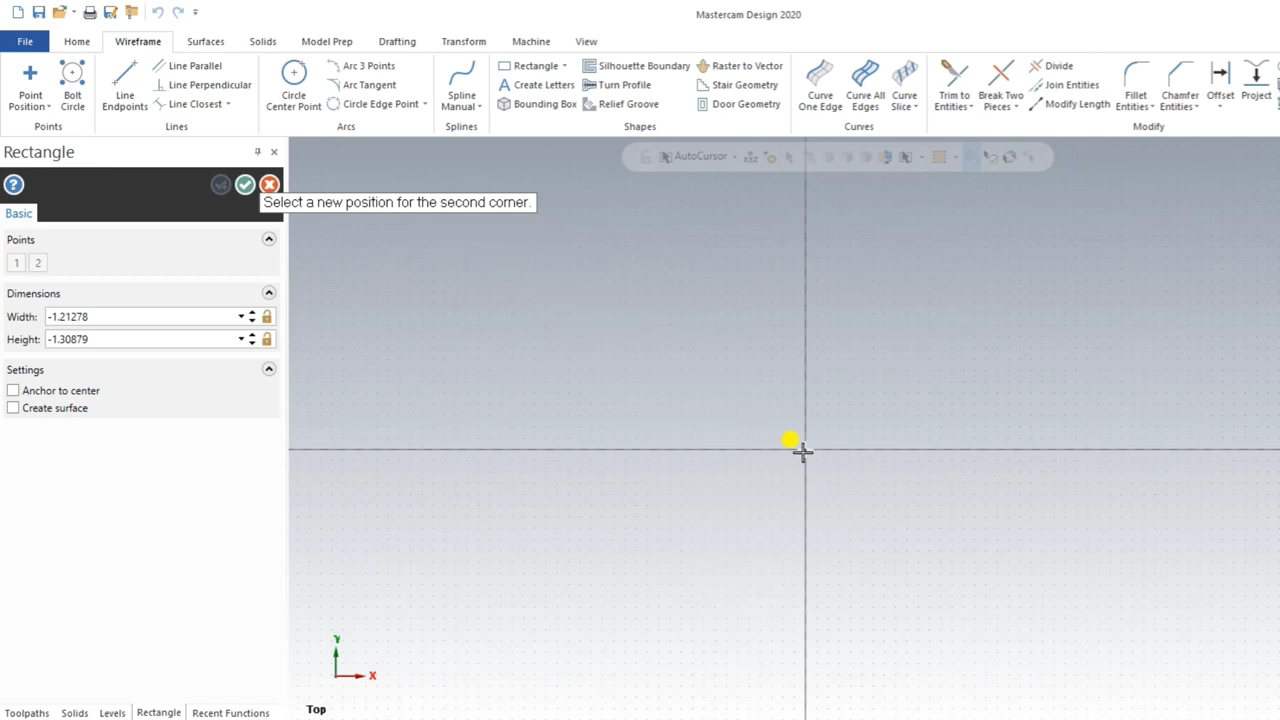 Mastercam Design 2020
File Home Wireframe Surfaces Solids Model Prep Drafting Transform Machine View
Point Position
Bolt Circle
Points
Line Endpoints
Line Parallel
Line Perpendicular
Line Closest
Lines
Circle Center Point
Arc 3 Points
Arc Tangent
Circle Edge Point
Arcs
Spline Manual
Splines
Rectangle
Create Letters
Bounding Box
Silhouette Boundary
Turn Profile
Relief Groove
Raster to Vector
Stair Geometry
Door Geometry
Shapes
Curve One Edge
Curve All Edges
Curve Slice
Curves
Trim to Entities
Break Two Pieces
Divide
Join Entities
Modify Length
Fillet Entities
Chamfer Entities
Offset
Project
Modify
Rectangle
?
Basic
Points
1 2
Dimensions
Width: -1.21278
Height: -1.30879
Settings
Anchor to center
Create surface
AutoCursor
xyz
Select a new position for the second corner.
Y
X
Top
Toolpaths Solids Levels Rectangle Recent Functions